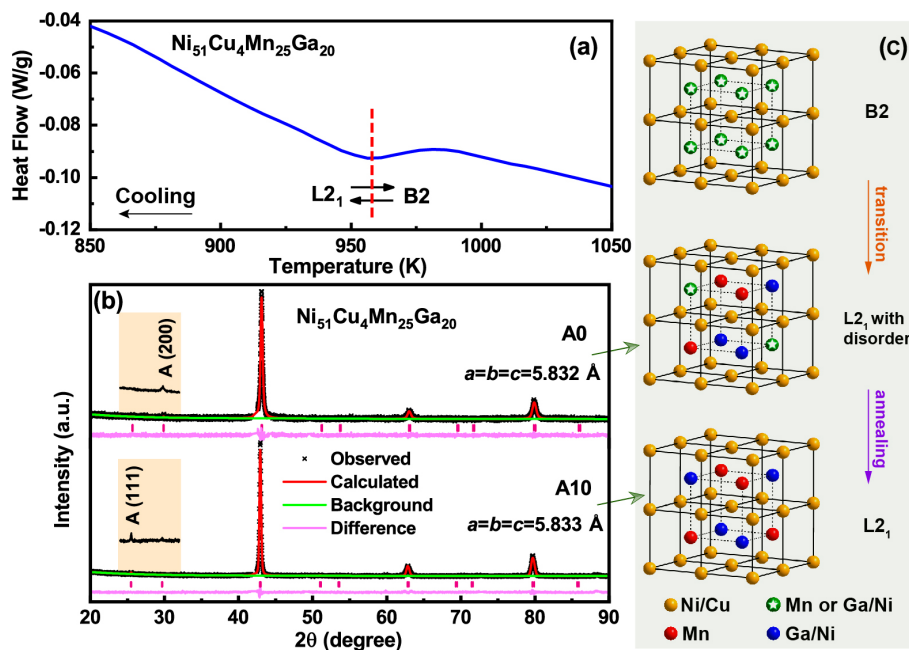 Ni₅₁Cu₄Mn₂₅Ga₂₀
(a)
Heat Flow (W/g)
-0.04
-0.06
-0.08
-0.10
-0.12
L2₁
B2
Cooling
850
900
950
1000
1050
Temperature (K)
(b)
Ni₅₁Cu₄Mn₂₅Ga₂₀
Intensity (a.u.)
A (200)
A0
a=b=c=5.832 Å
A (111)
Observed
Calculated
Background
Difference
A10
a=b=c=5.833 Å
20
30
40
50
60
70
80
90
2θ (degree)
(c)
B2
transition
L2₁ with
disorder
annealing
L2₁
Ni/Cu
Mn or Ga/Ni
Mn
Ga/Ni